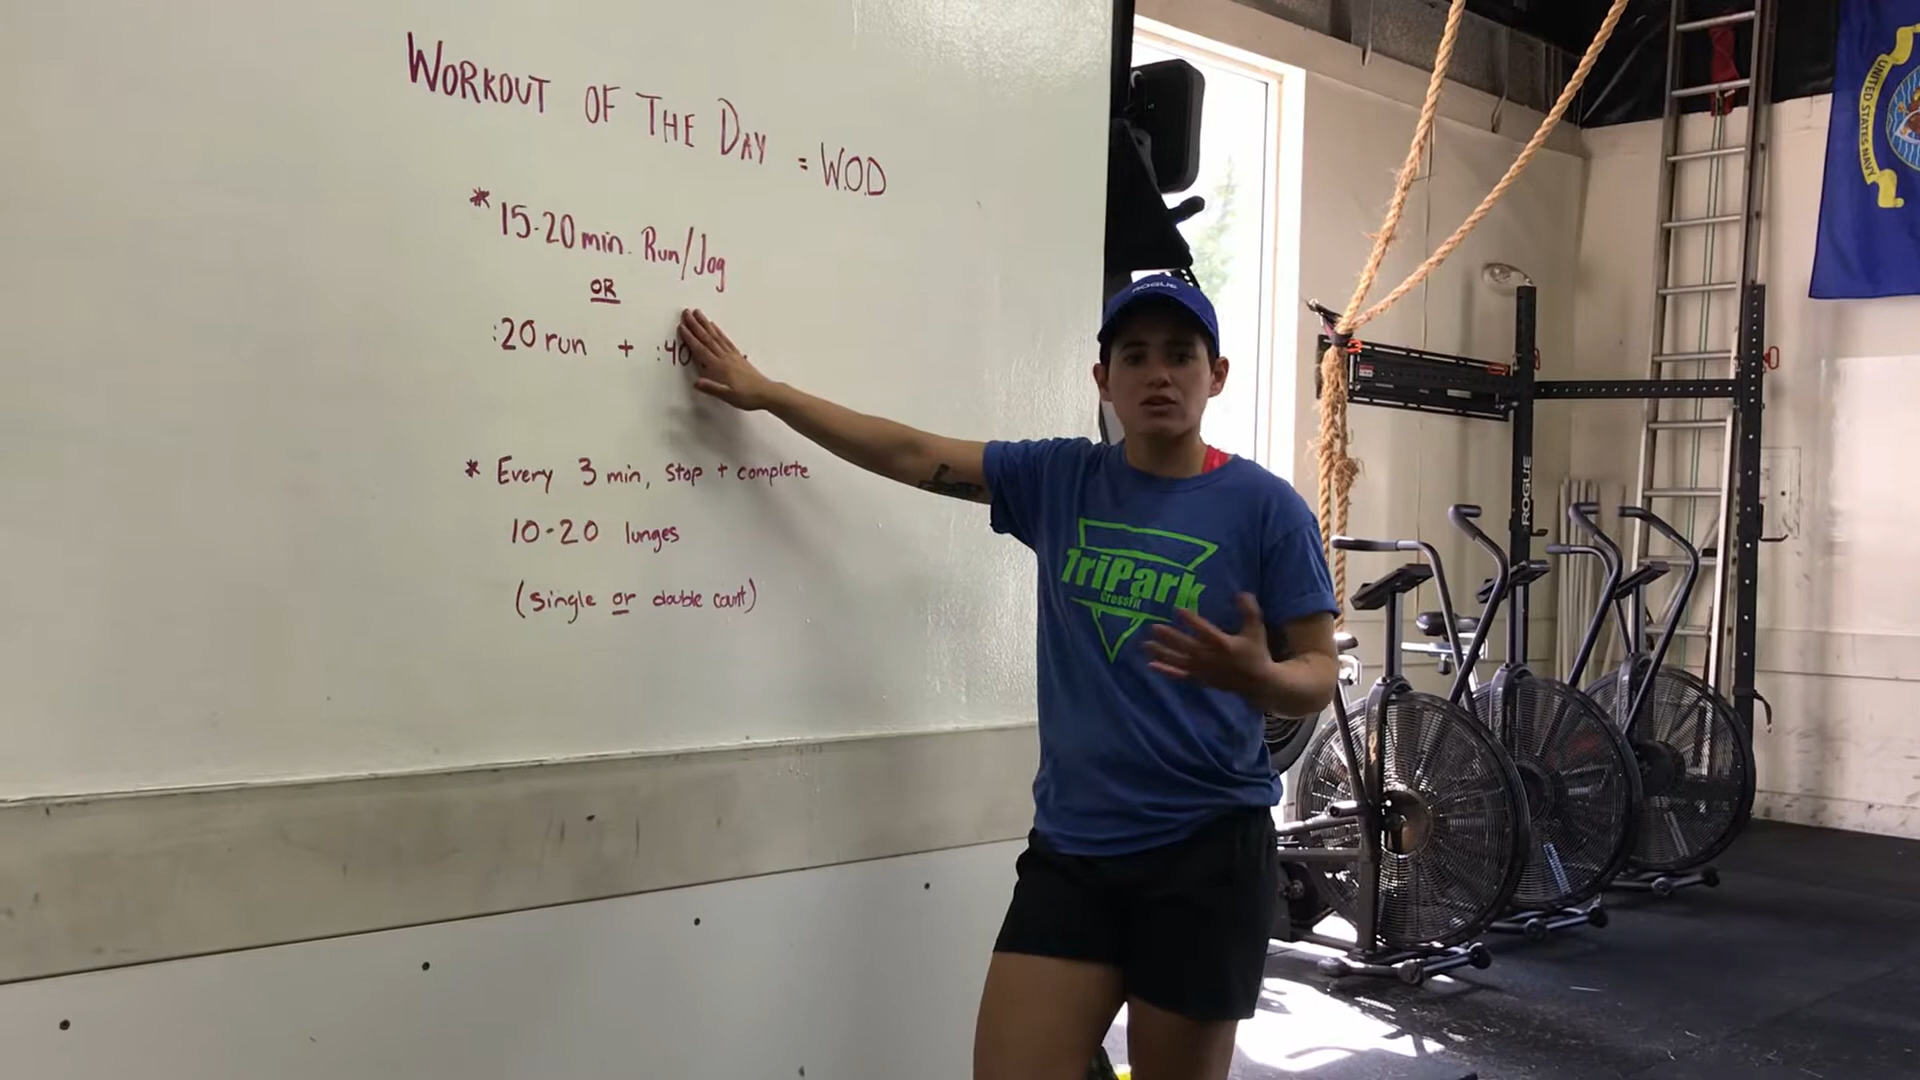 WORKOUT OF THE DAY = W.O.D
* 15-20 min. Run/Jog
OR
:20 run + :40
* Every 3 min, stop + complete
10-20 lunges
(single or double count)
ROGUE
TriPark
CrossFit
ROGUE
UNITED STATES NAVY